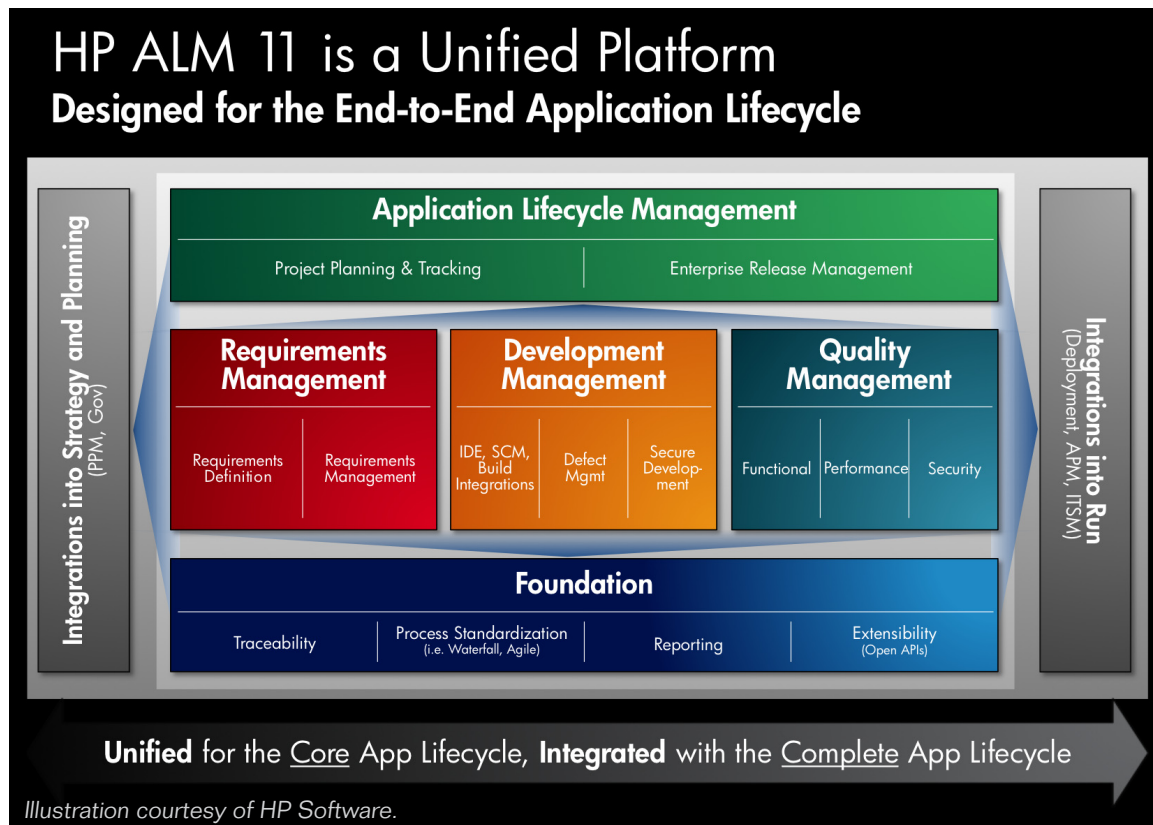 HP ALM 11 is a Unified Platform
Designed for the End-to-End Application Lifecycle
Integrations into Strategy and Planning
(PPM, Gov)
Application Lifecycle Management
Project Planning & Tracking
Enterprise Release Management
Requirements
Management
Requirements
Definition
Requirements
Management
Development
Management
IDE, SCM,
Build
Integrations
Defect
Mgmt
Secure
Develop-
ment
Quality
Management
Functional
Performance
Security
Foundation
Traceability
Process Standardization
(i.e. Waterfall, Agile)
Reporting
Extensibility
(Open APIs)
Integrations into Run
(Deployment, APM, ITSM)
Unified for the Core App Lifecycle, Integrated with the Complete App Lifecycle
Illustration courtesy of HP Software.